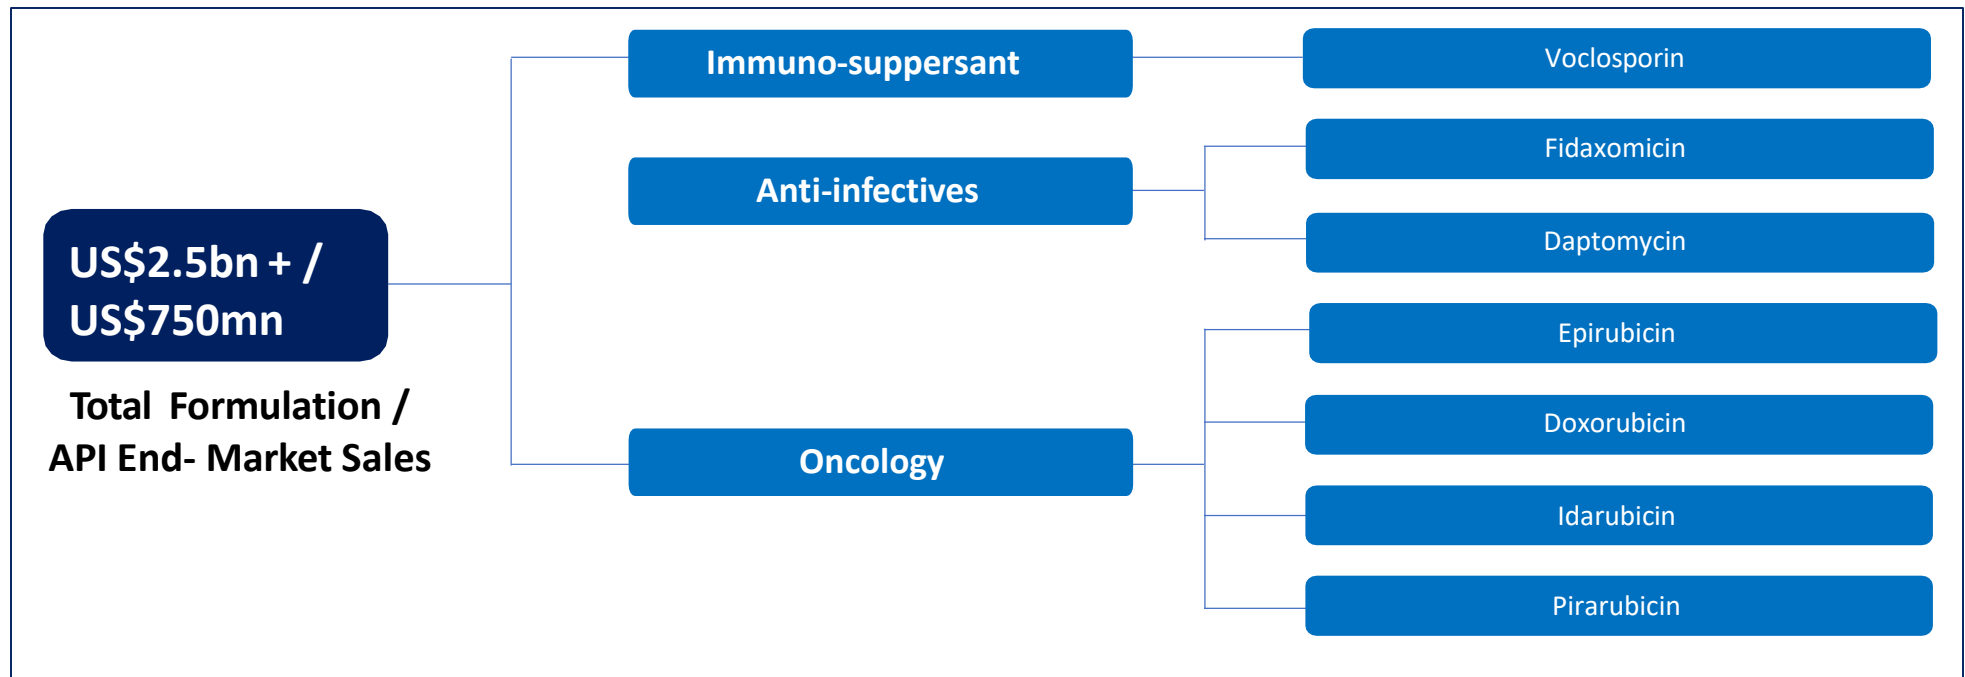 US$2.5bn + /
US$750mn
Total Formulation /
API End- Market Sales
Immuno-suppersant
Anti-infectives
Oncology
Voclosporin
Fidaxomicin
Daptomycin
Epirubicin
Doxorubicin
Idarubicin
Pirarubicin